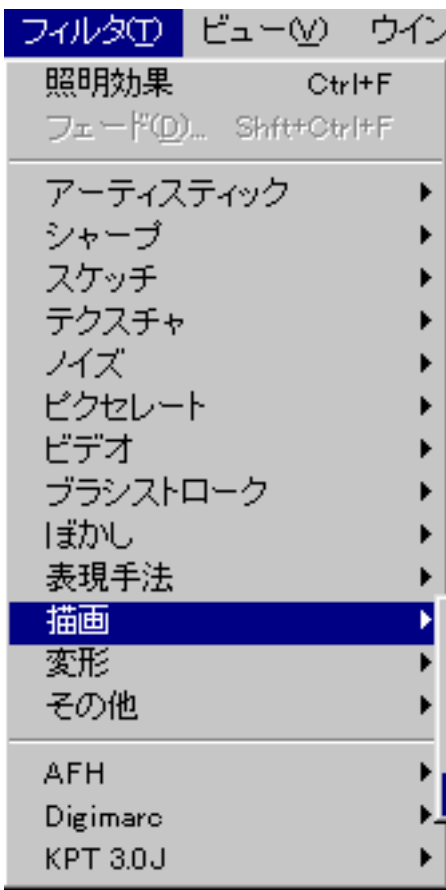 フィルタ(T) ビュー(V) ウイン
照明効果 Ctrl+F
フェード(D)... Shft+Ctrl+F
アーティスティック
シャープ
スケッチ
テクスチャ
ノイズ
ピクセレート
ビデオ
ブラシストローク
ぼかし
表現手法
描画
変形
その他
AFH
Digimarc
KPT 3.0J